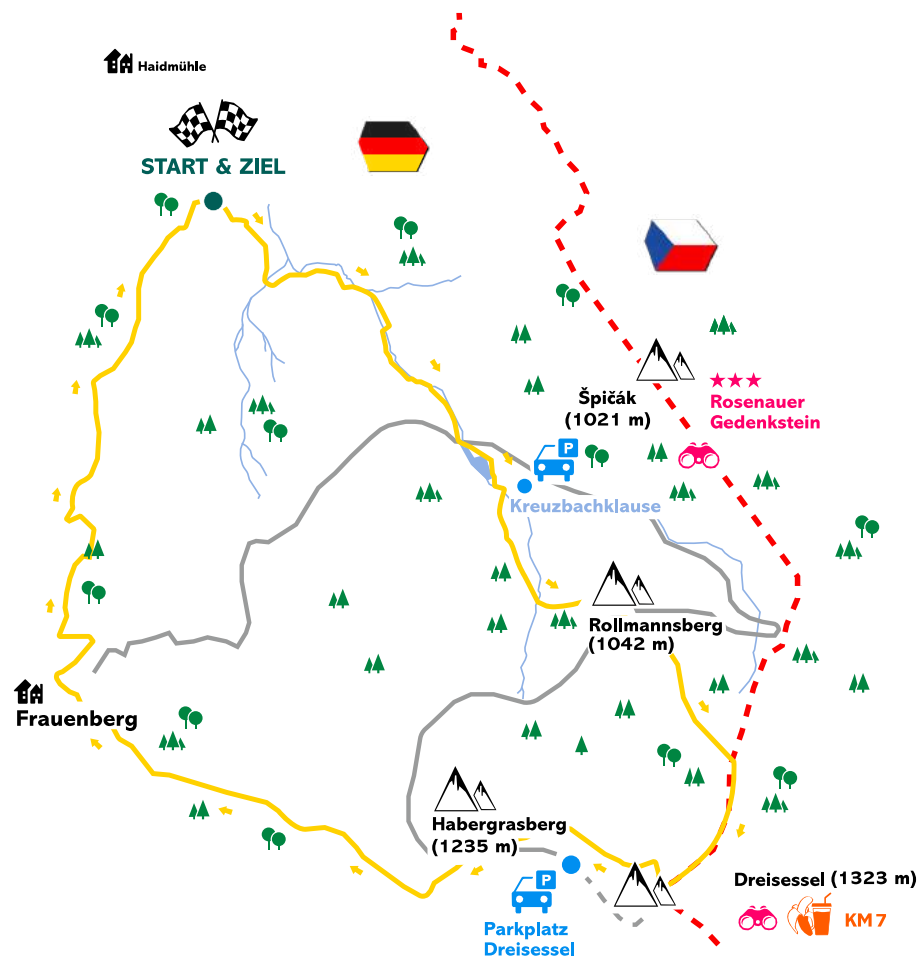 Haidmühle
START & ZIEL
Špičák
(1021 m)
P
★★★
Rosenauer
Gedenkstein
Kreuzbachklause
Rollmannsberg
(1042 m)
Frauenberg
Habergrasberg
(1235 m)
P
Parkplatz
Dreisessel
Dreisessel (1323 m)
KM 7